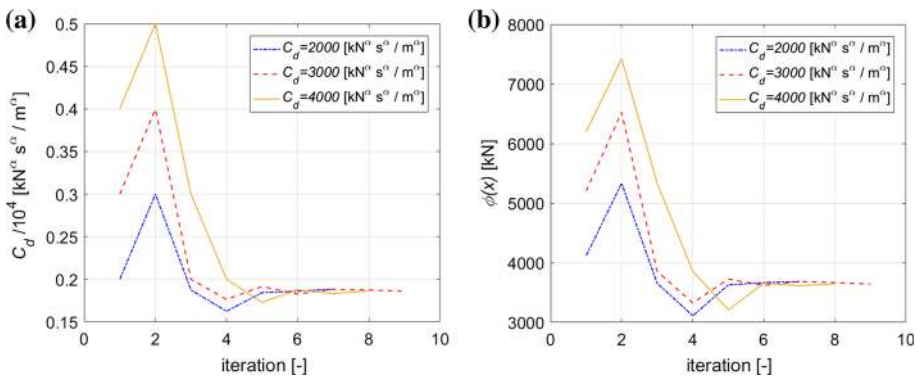 (a)
C_d /10^4 [kN^α s^α / m^α]
0.5
0.45
0.4
0.35
0.3
0.25
0.2
0.15
0
2
4
6
8
10
iteration [-]
C_d=2000 [kN^α s^α / m^α]
C_d=3000 [kN^α s^α / m^α]
C_d=4000 [kN^α s^α / m^α]
(b)
ϕ(x) [kN]
8000
7000
6000
5000
4000
3000
0
2
4
6
8
10
iteration [-]
C_d=2000 [kN^α s^α / m^α]
C_d=3000 [kN^α s^α / m^α]
C_d=4000 [kN^α s^α / m^α]